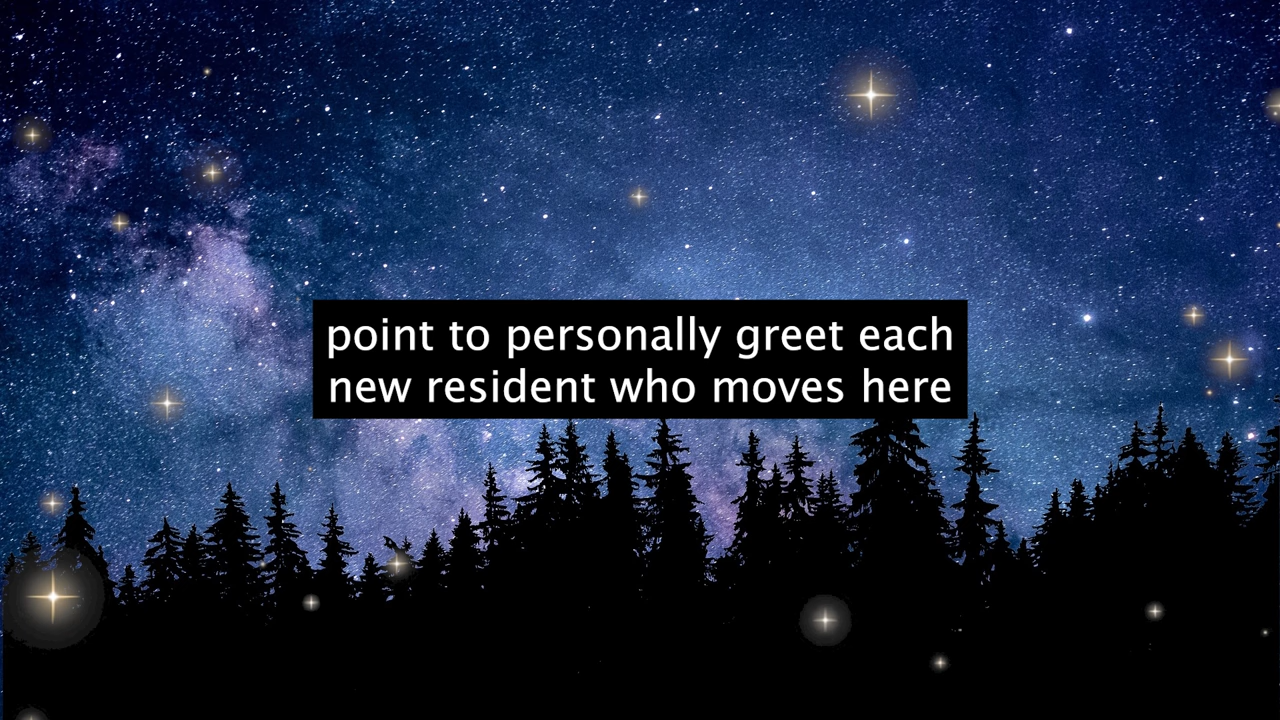 point to personally greet each
new resident who moves here